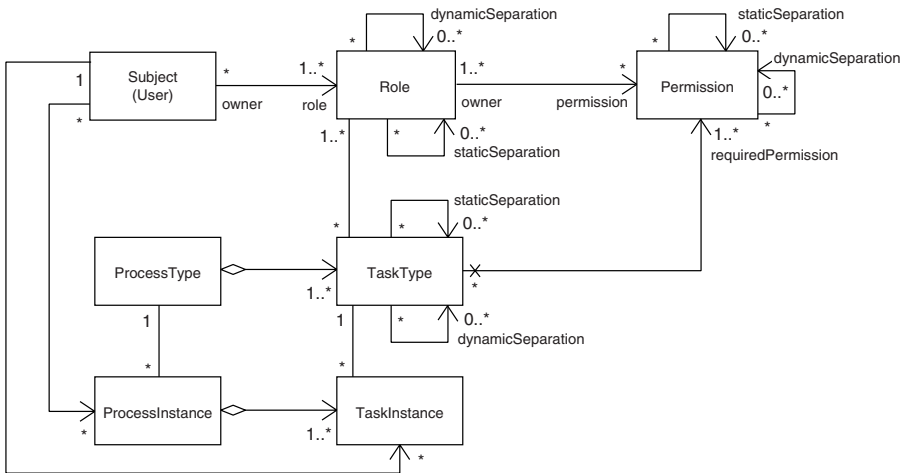 dynamicSeparation
* 0..*
staticSeparation
* 0..*
dynamicSeparation
0..*
*
Subject
(User)
1
*
*
owner
1..*
role
Role
1..*
owner
*
permission
Permission
1..*
requiredPermission
1..*
* 0..*
staticSeparation
staticSeparation
* 0..*
*
ProcessType
1..*
TaskType
*
1
1
* 0..*
dynamicSeparation
*
*
ProcessInstance
*
1..*
TaskInstance
*